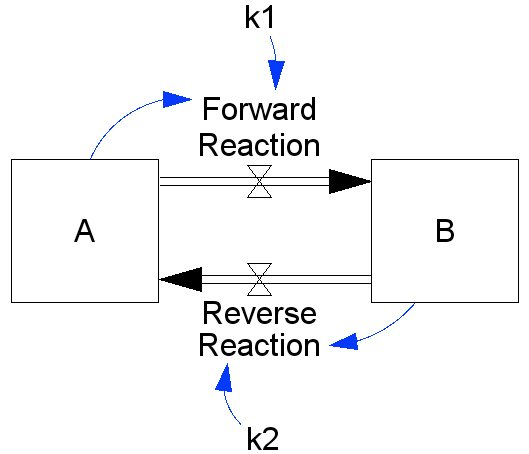 k1
Forward
Reaction
A
B
Reverse
Reaction
k2